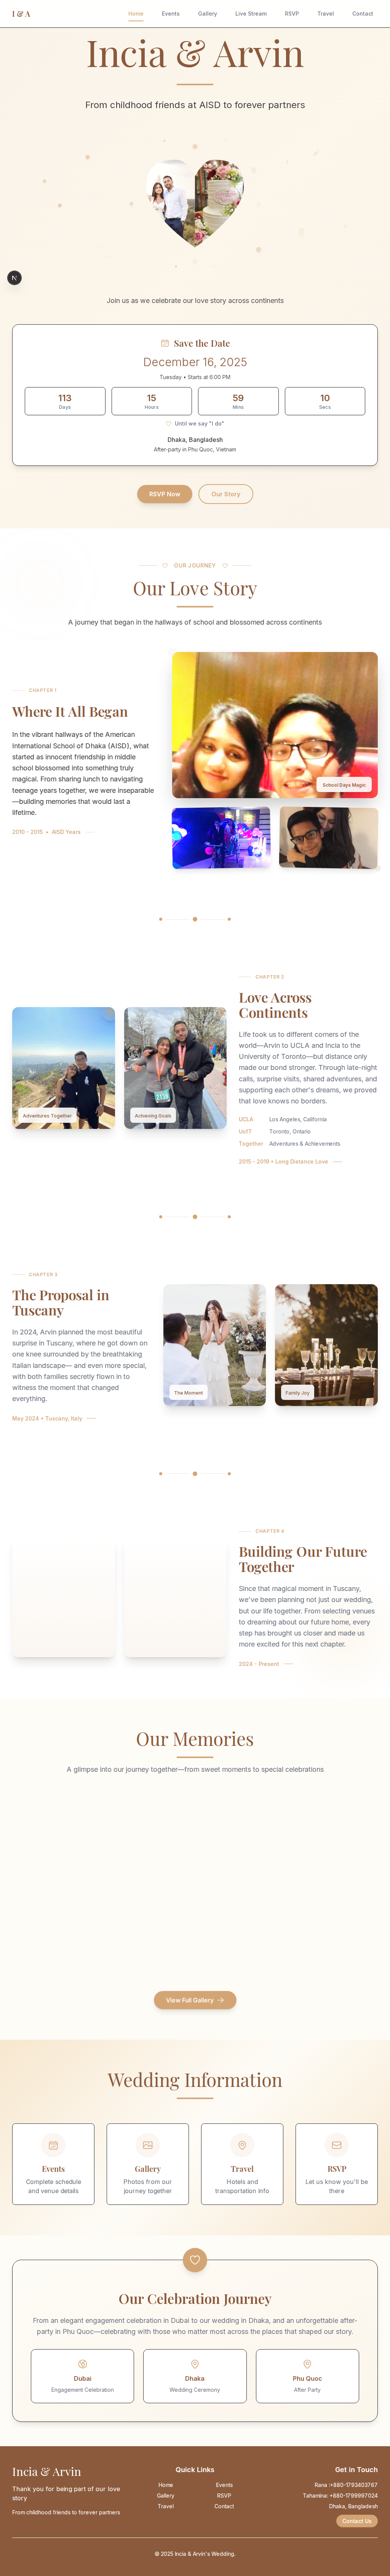 I & A
Home
Events
Gallery
Live Stream
RSVP
Travel
Contact
Incia & Arvin
From childhood friends at AISD to forever partners
N
Join us as we celebrate our love story across continents
Save the Date
December 16, 2025
Tuesday • Starts at 6:00 PM
113
Days
15
Hours
59
Mins
10
Secs
Until we say "I do"
Dhaka, Bangladesh
After-party in Phu Quoc, Vietnam
RSVP Now
Our Story
OUR JOURNEY
Our Love Story
A journey that began in the hallways of school and blossomed across continents
CHAPTER 1
Where It All Began
In the vibrant hallways of the American
International School of Dhaka (AISD), what
started as innocent friendship in middle
school blossomed into something truly
magical. From sharing lunch to navigating
teenage years together, we were inseparable
—building memories that would last a
lifetime.
2010 - 2015 • AISD Years
School Days Magic
CHAPTER 2
Love Across
Continents
Life took us to different corners of the
world—Arvin to UCLA and Incia to the
University of Toronto—but distance only
made our bond stronger. Through late-night
calls, surprise visits, shared adventures, and
supporting each other's dreams, we proved
that love knows no borders.
UCLA
Los Angeles, California
UofT
Toronto, Ontario
Together
Adventures & Achievements
2015 - 2019 • Long Distance Love
Adventures Together
Achieving Goals
CHAPTER 3
The Proposal in
Tuscany
In 2024, Arvin planned the most beautiful
surprise in Tuscany, where he got down on
one knee surrounded by the breathtaking
Italian landscape— and even more special,
with both families secretly flown in to
witness the moment that changed
everything.
May 2024 • Tuscany, Italy
The Moment
Family Joy
CHAPTER 4
Building Our Future
Together
Since that magical moment in Tuscany,
we've been planning not just our wedding,
but our life together. From selecting venues
to dreaming about our future home, every
step has brought us closer and made us
more excited for this next chapter.
2024 - Present
Our Memories
A glimpse into our journey together—from sweet moments to special celebrations
View Full Gallery
Wedding Information
Events
Complete schedule
and venue details
Gallery
Photos from our
journey together
Travel
Hotels and
transportation info
RSVP
Let us know you'll be
there
Our Celebration Journey
From an elegant engagement celebration in Dubai to our wedding in Dhaka, and an unforgettable after-
party in Phu Quoc—celebrating with those who matter most across the places that shaped our story.
Dubai
Engagement Celebration
Dhaka
Wedding Ceremony
Phu Quoc
After Party
Incia & Arvin
Thank you for being part of our love
story
From childhood friends to forever partners
Quick Links
Home
Events
Gallery
RSVP
Travel
Contact
Get in Touch
Rana :+880-1793403767
Tahamina: +880-1799997024
Dhaka, Bangladesh
Contact Us
© 2025 Incia & Arvin's Wedding.